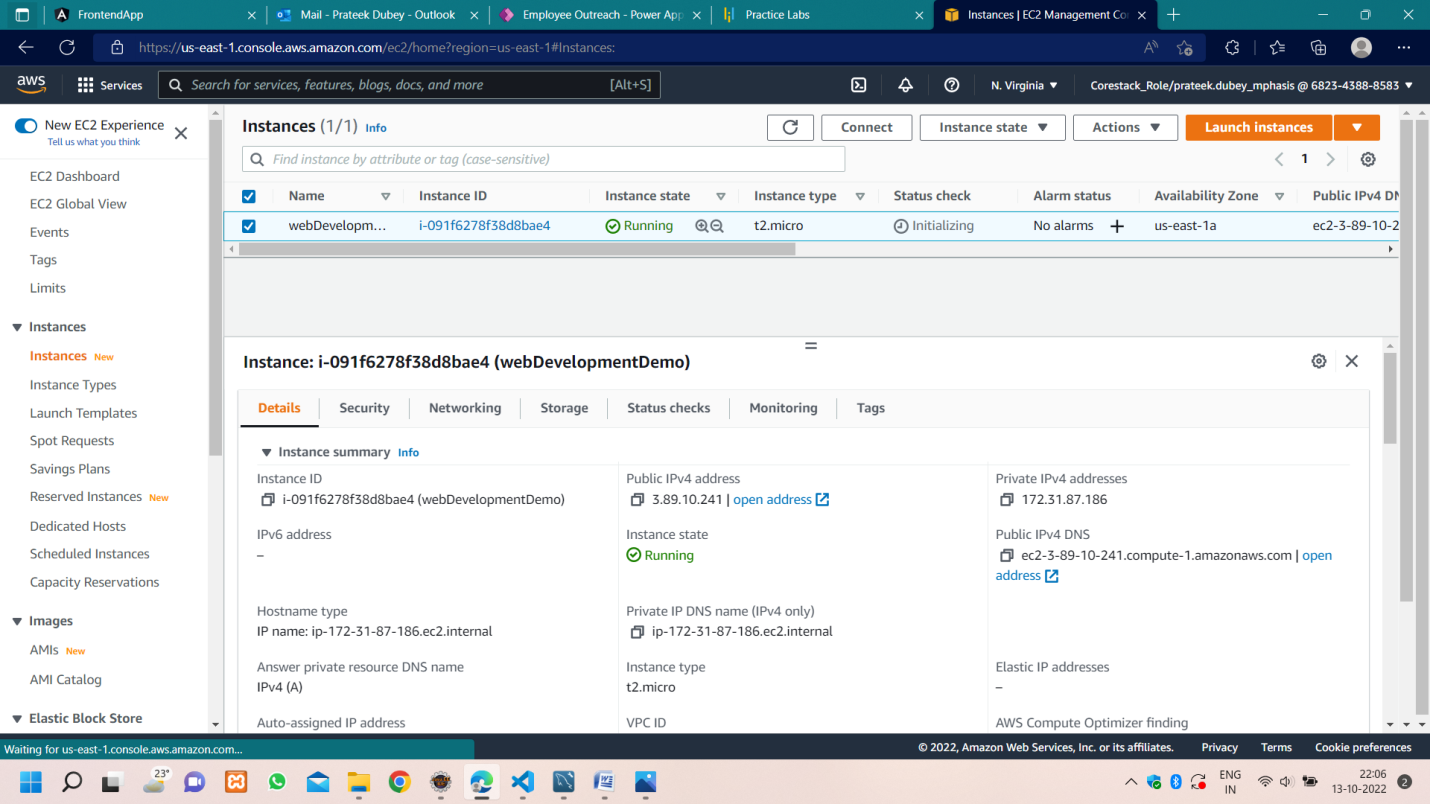 FrontendApp
Mail - Prateek Dubey - Outlook
Employee Outreach - Power App
Practice Labs
Instances | EC2 Management Co
https://us-east-1.console.aws.amazon.com/ec2/home?region=us-east-1#Instances:
aws
Services
Search for services, features, blogs, docs, and more
[Alt+S]
N. Virginia
Corestack_Role/prateek.dubey_mphasis @ 6823-4388-8583
New EC2 Experience
Tell us what you think
EC2 Dashboard
EC2 Global View
Events
Tags
Limits
Instances
Instances New
Instance Types
Launch Templates
Spot Requests
Savings Plans
Reserved Instances New
Dedicated Hosts
Scheduled Instances
Capacity Reservations
Images
AMIs New
AMI Catalog
Elastic Block Store
Instances (1/1) Info
Connect
Instance state
Actions
Launch instances
Find instance by attribute or tag (case-sensitive)
1
Name Instance ID Instance state Instance type Status check Alarm status Availability Zone Public IPv4 DN
webDevelopm... i-091f6278f38d8bae4 Running t2.micro Initializing No alarms + us-east-1a ec2-3-89-10-2
Instance: i-091f6278f38d8bae4 (webDevelopmentDemo)
Details Security Networking Storage Status checks Monitoring Tags
Instance summary Info
Instance ID
i-091f6278f38d8bae4 (webDevelopmentDemo)
Public IPv4 address
3.89.10.241 | open address
Private IPv4 addresses
172.31.87.186
IPv6 address
–
Instance state
Running
Public IPv4 DNS
ec2-3-89-10-241.compute-1.amazonaws.com | open
address
Hostname type
IP name: ip-172-31-87-186.ec2.internal
Private IP DNS name (IPv4 only)
ip-172-31-87-186.ec2.internal
Answer private resource DNS name
IPv4 (A)
Instance type
t2.micro
Elastic IP addresses
–
Auto-assigned IP address
VPC ID
AWS Compute Optimizer finding
Waiting for us-east-1.console.aws.amazon.com...
© 2022, Amazon Web Services, Inc. or its affiliates.
Privacy
Terms
Cookie preferences
23°
ENG
IN
22:06
13-10-2022
2